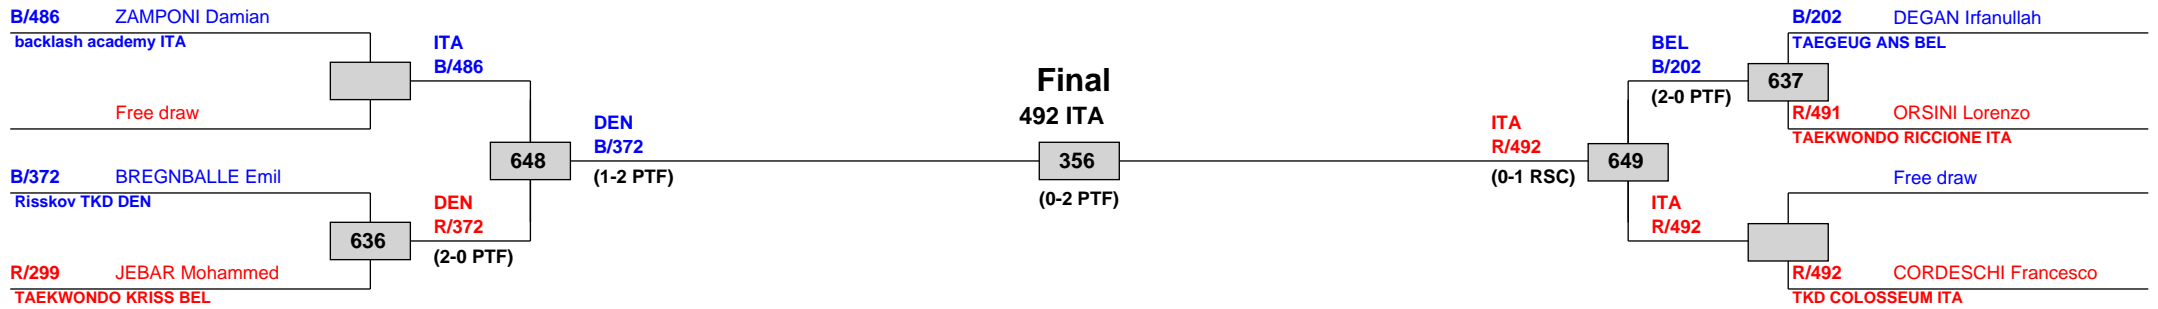 B/486 ZAMPONI Damian
backlash academy ITA
Free draw
ITA
B/486
B/372 BREGNBALLE Emil
Risskov TKD DEN
636
R/299 JEBAR Mohammed
TAEKWONDO KRISS BEL
DEN
R/372
(2-0 PTF)
648
DEN
B/372
(1-2 PTF)
Final
492 ITA
356
(0-2 PTF)
ITA
R/492
(0-1 RSC)
649
BEL
B/202
(2-0 PTF)
ITA
R/492
B/202 DEGAN Irfanullah
TAEGEUG ANS BEL
637
R/491 ORSINI Lorenzo
TAEKWONDO RICCIONE ITA
Free draw
R/492 CORDESCHI Francesco
TKD COLOSSEUM ITA